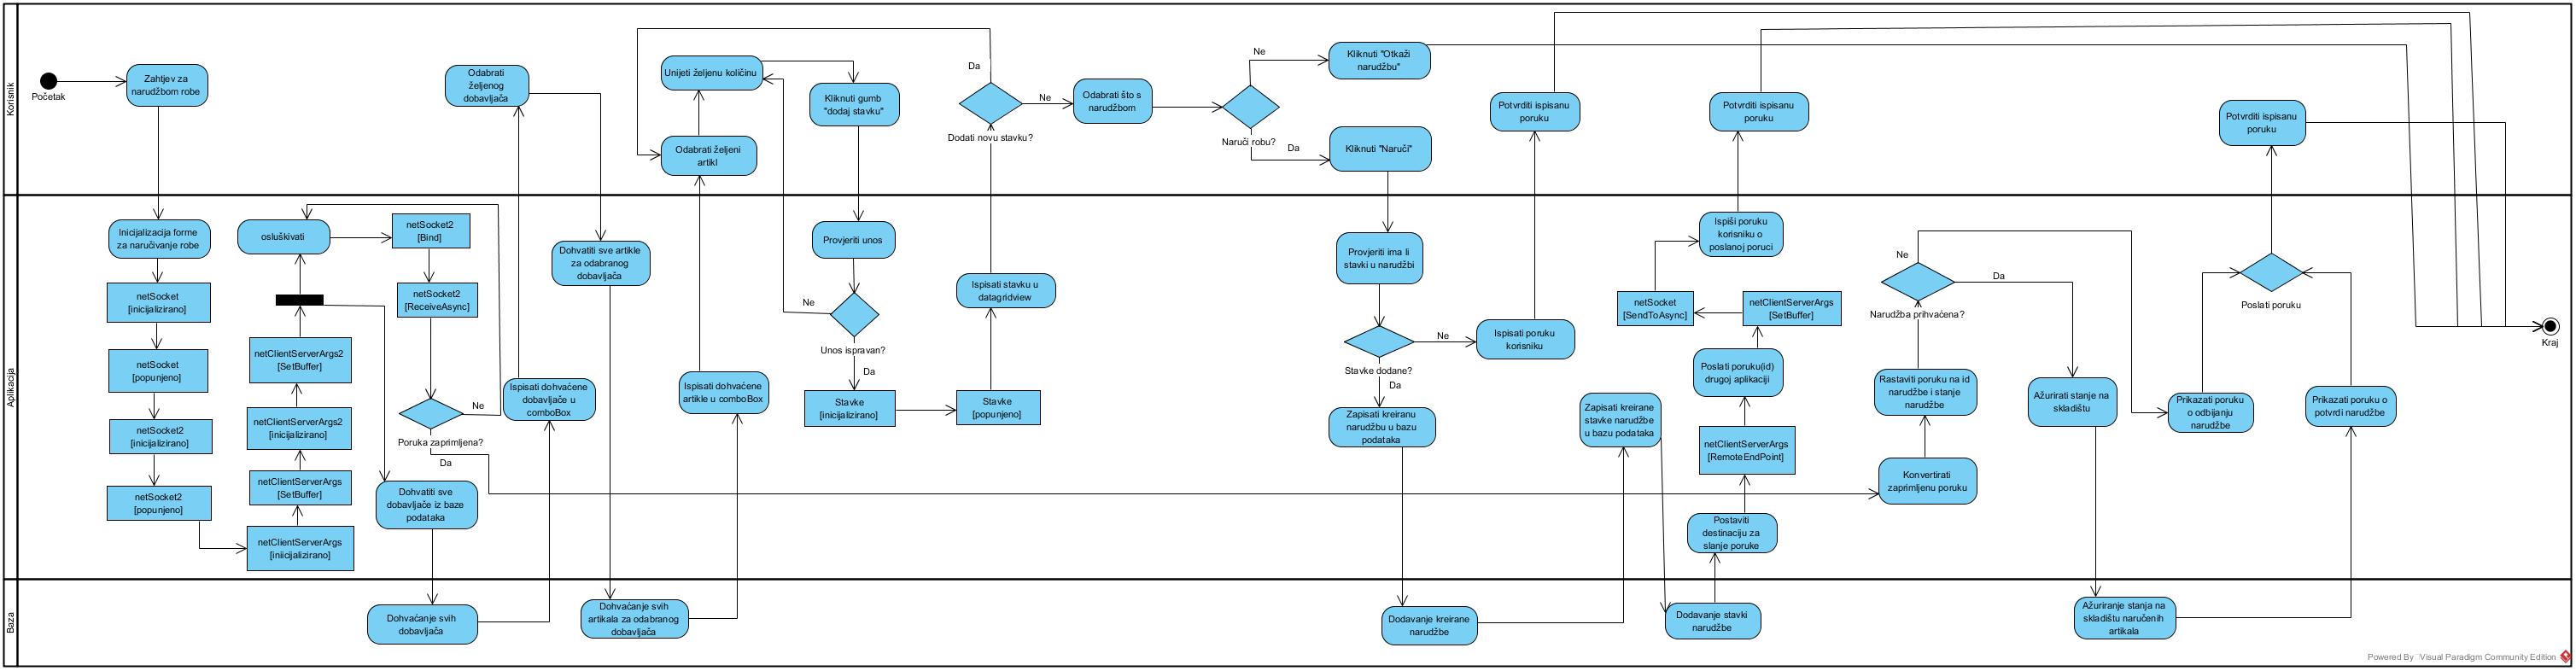 Korisnik
Početak
Zahtjev za
narudžbom robe
Odabrati
željenog
dobavljača
Unijeti željenu količinu
Odabrati željeni
artikl
Kliknuti gumb
"dodaj stavku"
Da
Dodati novu stavku?
Ne
Odabrati što s
narudžbom
Ne
Naruči robu?
Da
Kliknuti "Otkaži
narudžbu"
Kliknuti "Naruči"
Potvrditi ispisanu
poruku
Potvrditi ispisanu
poruku
Potvrditi ispisanu
poruku
Aplikacija
Inicijalizacija forme
za naručivanje robe
netSocket
[inicijalizirano]
netSocket
[popunjeno]
netSocket2
[inicijalizirano]
netSocket2
[popunjeno]
osluškivati
netClientServerArgs2
[SetBuffer]
netClientServerArgs2
[inicijalizirano]
netClientServerArgs
[SetBuffer]
netClientServerArgs
[iniicijalizirano]
netSocket2
[Bind]
netSocket2
[ReceiveAsync]
Ne
Poruka zaprimljena?
Da
Dohvatiti sve
dobavljače iz baze
podataka
Ispisati dohvaćene
dobavljače u
comboBox
Dohvatiti sve artikle
za odabranog
dobavljača
Ispisati dohvaćene
artikle u comboBox
Provjeriti unos
Ne
Unos ispravan?
Da
Stavke
[inicijalizirano]
Stavke
[popunjeno]
Ispisati stavku u
datagridview
Provjeriti ima li
stavki u narudžbi
Ne
Stavke dodane?
Da
Ispisati poruku
korisniku
Zapisati kreiranu
narudžbu u bazu
podataka
Zapisati kreirane
stavke narudžbe
u bazu podataka
Ispiši poruku
korisniku o
poslanoj poruci
netSocket
[SendToAsync]
netClientServerArgs
[SetBuffer]
Poslati poruku(id)
drugoj aplikaciji
netClientServerArgs
[RemoteEndPoint]
Postaviti
destinaciju za
slanje poruke
Ne
Da
Narudžba prihvaćena?
Rastaviti poruku na id
narudžbe i stanje
narudžbe
Konvertirati
zaprimljenu poruku
Ažurirati stanje na
skladištu
Prikazati poruku
o odbijanju
narudžbe
Poslati poruku
Prikazati poruku o
potvrdi narudžbe
Kraj
Baza
Dohvaćanje svih
dobavljača
Dohvaćanje svih
artikala za odabranog
dobavljača
Dodavanje kreirane
narudžbe
Dodavanje stavki
narudžbe
Ažuriranje stanja na
skladištu naručenih
artikala
Powered By Visual Paradigm Community Edition